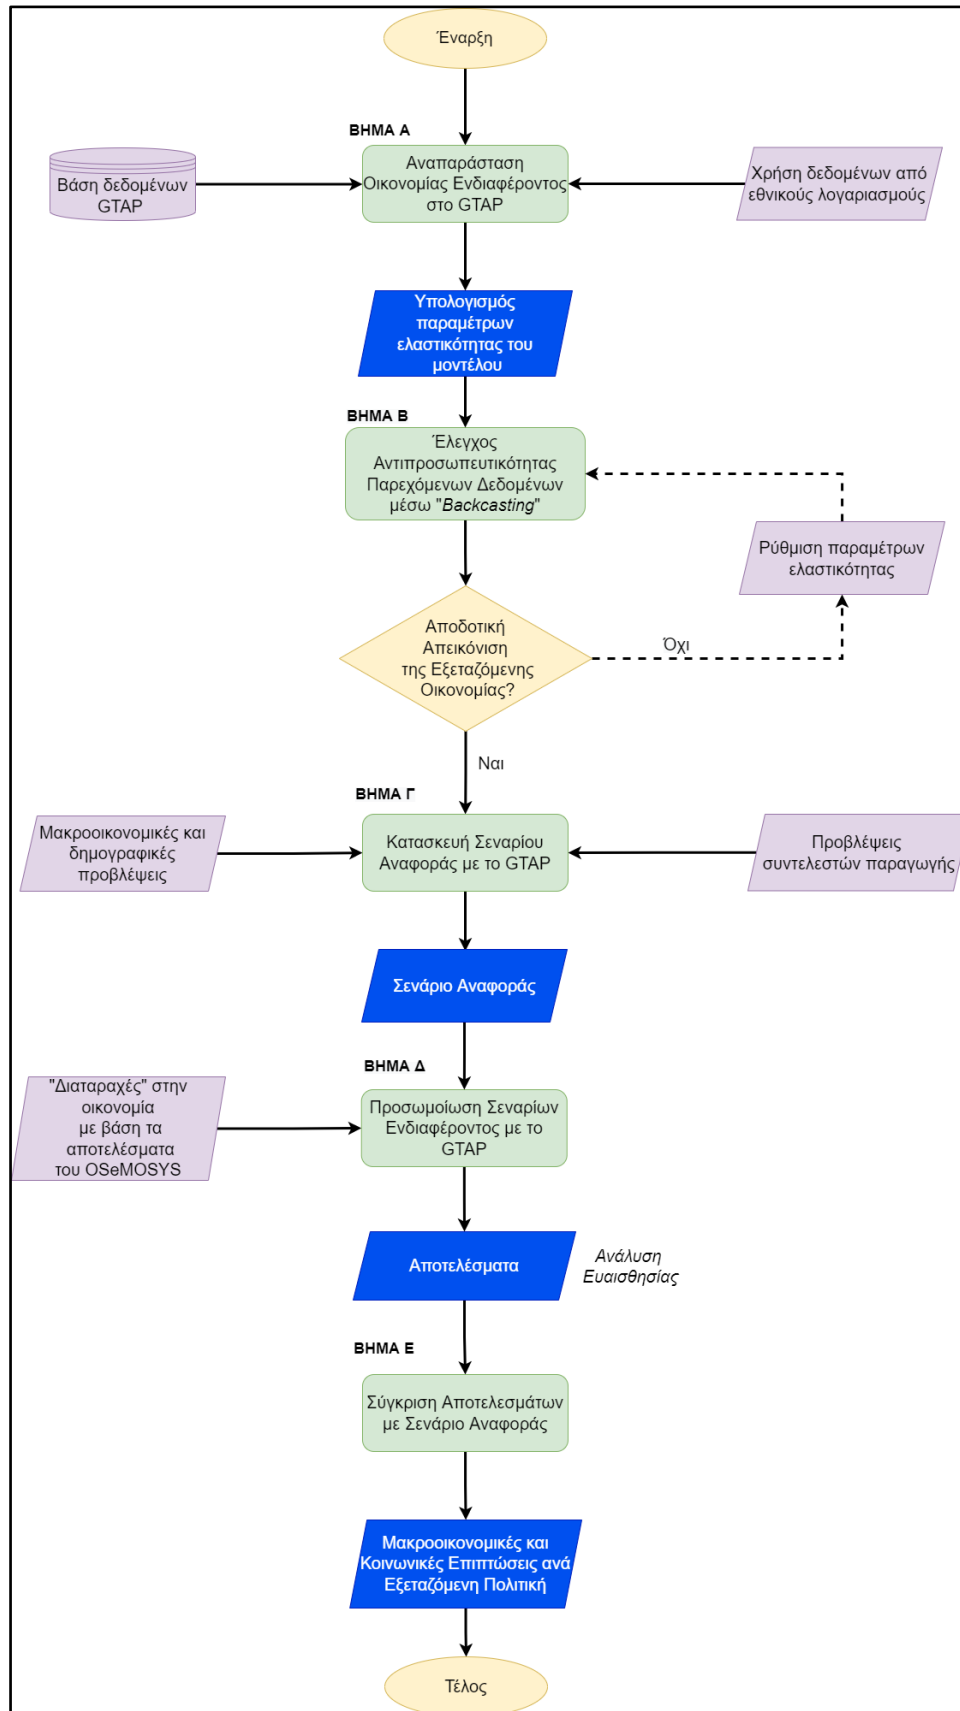 Έναρξη
ΒΗΜΑ Α
Βάση δεδομένων
GTAP
Αναπαράσταση
Οικονομίας Ενδιαφέροντος
στο GTAP
Χρήση δεδομένων από
εθνικούς λογαριασμούς
Υπολογισμός
παραμέτρων
ελαστικότητας του
μοντέλου
ΒΗΜΑ Β
Έλεγχος
Αντιπροσωπευτικότητας
Παρεχόμενων Δεδομένων
μέσω "Backcasting"
Ρύθμιση παραμέτρων
ελαστικότητας
Αποδοτική
Απεικόνιση
της Εξεταζόμενης
Οικονομίας?
Όχι
Ναι
ΒΗΜΑ Γ
Μακροοικονομικές και
δημογραφικές
προβλέψεις
Κατασκευή Σεναρίου
Αναφοράς με το GTAP
Προβλέψεις
συντελεστών παραγωγής
Σενάριο Αναφοράς
ΒΗΜΑ Δ
"Διαταραχές" στην
οικονομία
με βάση τα
αποτελέσματα
του OSeMOSYS
Προσωμοίωση Σεναρίων
Ενδιαφέροντος με το
GTAP
Αποτελέσματα
Ανάλυση
Ευαισθησίας
ΒΗΜΑ Ε
Σύγκριση Αποτελεσμάτων
με Σενάριο Αναφοράς
Μακροοικονομικές και
Κοινωνικές Επιπτώσεις ανά
Εξεταζόμενη Πολιτική
Τέλος